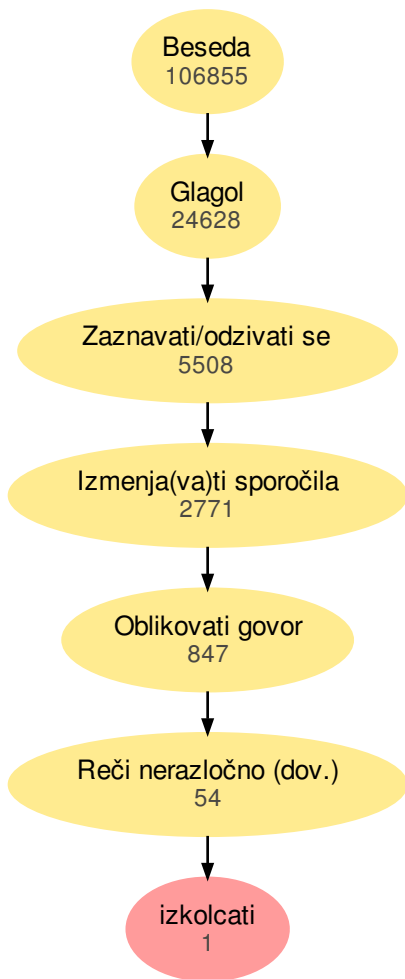 Beseda
106855
Glagol
24628
Zaznavati/odzivati se
5508
Izmenja(va)ti sporočila
2771
Oblikovati govor
847
Reči nerazločno (dov.)
54
izkolcati
1